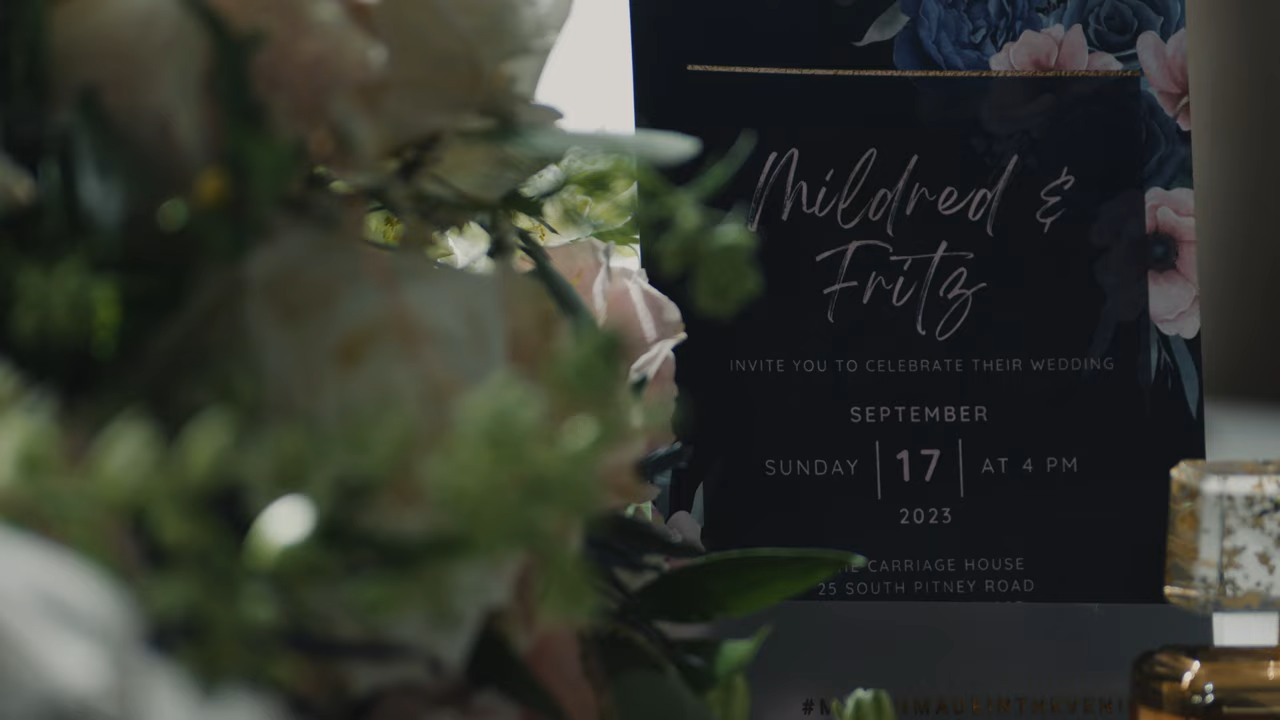 Mildred &
Fritz
INVITE YOU TO CELEBRATE THEIR WEDDING
SEPTEMBER
SUNDAY 17 AT 4 PM
2023
CARRIAGE HOUSE
25 SOUTH PITNEY ROAD